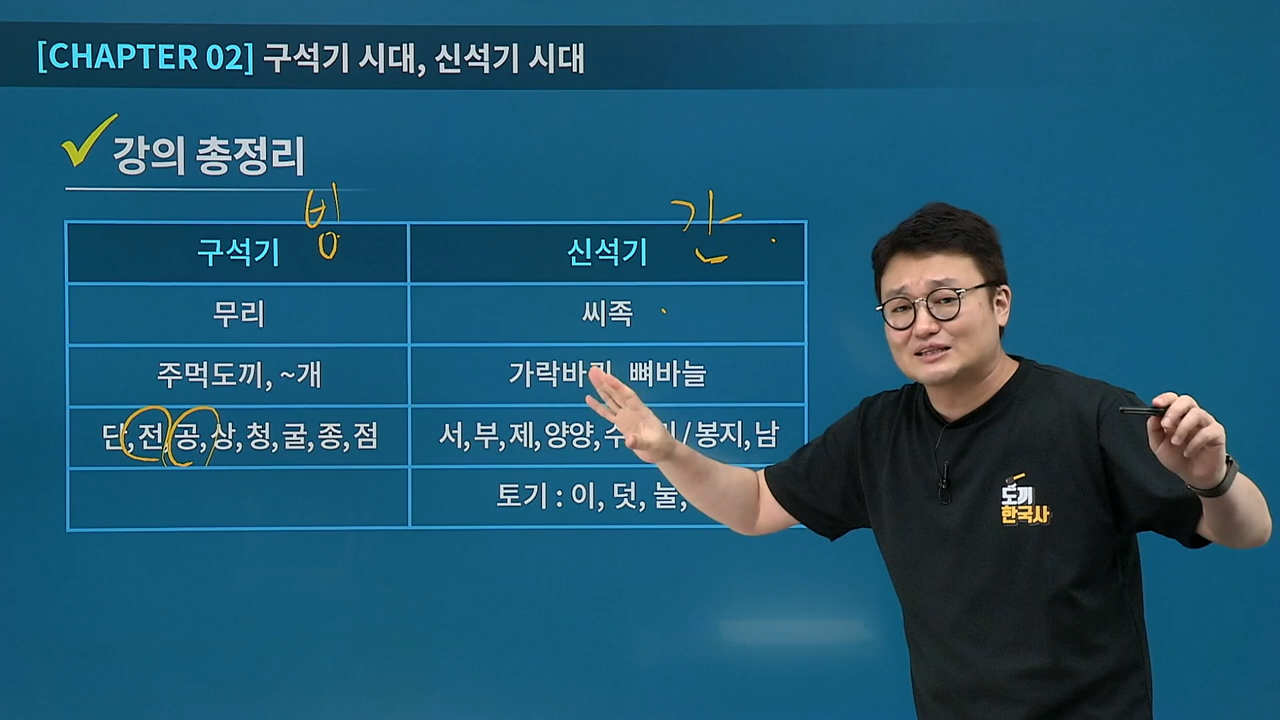 [CHAPTER 02] 구석기 시대, 신석기 시대
강의 총정리
빙
간
구석기
신석기
무리
씨족
주먹도끼, ~개
가락바퀴, 뼈바늘
단, 전, 공, 상, 청, 굴, 종, 점
서, 부, 제, 양양, / 봉지, 남
토기 : 이, 덧, 눌,
도끼
한국사